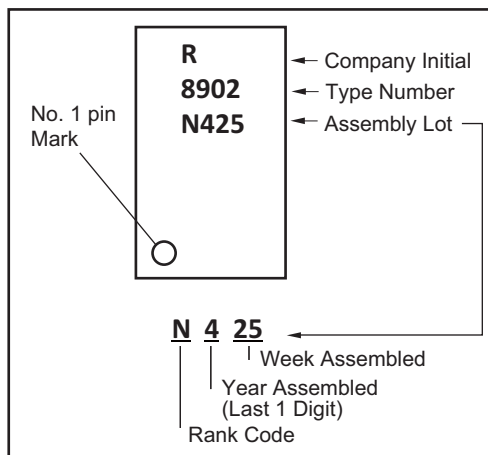 R
8902
N425
Company Initial
Type Number
Assembly Lot
No. 1 pin
Mark
N 4 25
Week Assembled
Year Assembled
(Last 1 Digit)
Rank Code